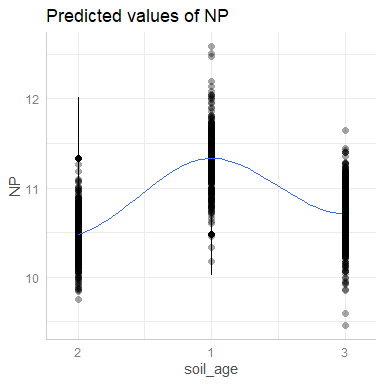 Predicted values of NP
12
11
10
NP
2 1 3
soil_age